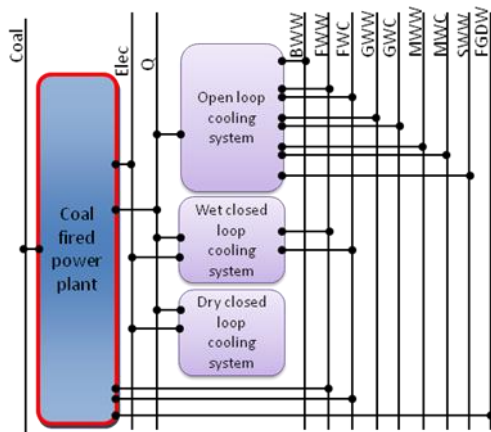 Coal
Elec
Q
BWW
FWW
FWC
GWW
GWC
MWW
MWC
SWW
FGDW
Open loop
cooling
system
Coal
fired
power
plant
Wet closed
loop
cooling
system
Dry closed
loop
cooling
system